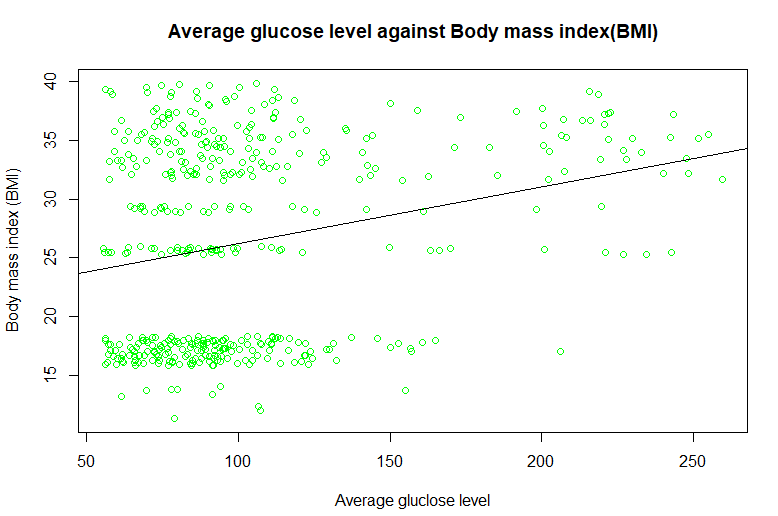 Average glucose level against Body mass index(BMI)
Body mass index (BMI)
40
35
30
25
20
15
50 100 150 200 250
Average gluclose level